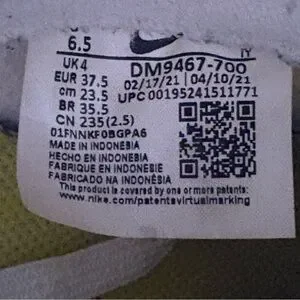 6.5
UK 4
EUR 37.5
cm 23.5
BR 35.5
CN 235(2.5)
DM9467-700
02/17/21 04/10/21
UPC 00195241511771
01FNNKF0BGPA6
MADE IN INDONESIA
HECHO EN INDONESIA
FABRIQUE EN INDONESIE
FABRICADO NA INDONÉSIA
This product is covered by one or more patents:
www.nike.com/patentsvirtualmarking